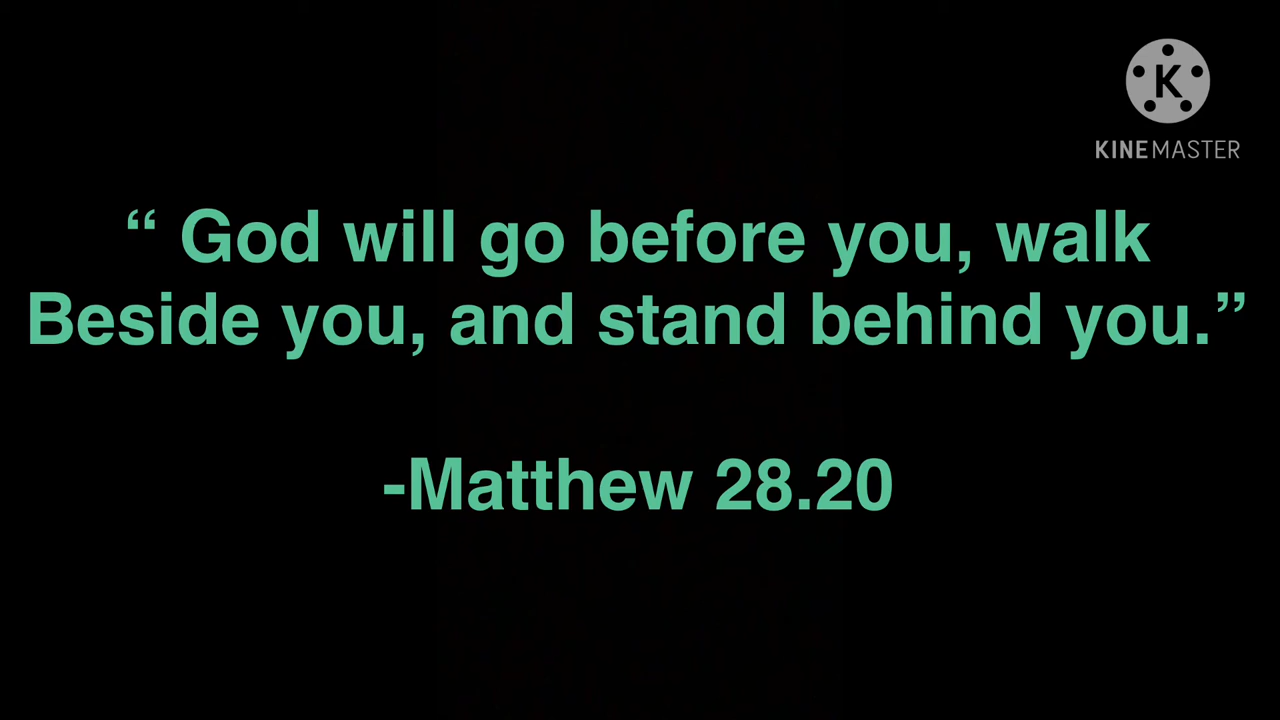 K
KINEMASTER
“ God will go before you, walk
Beside you, and stand behind you.”
-Matthew 28.20